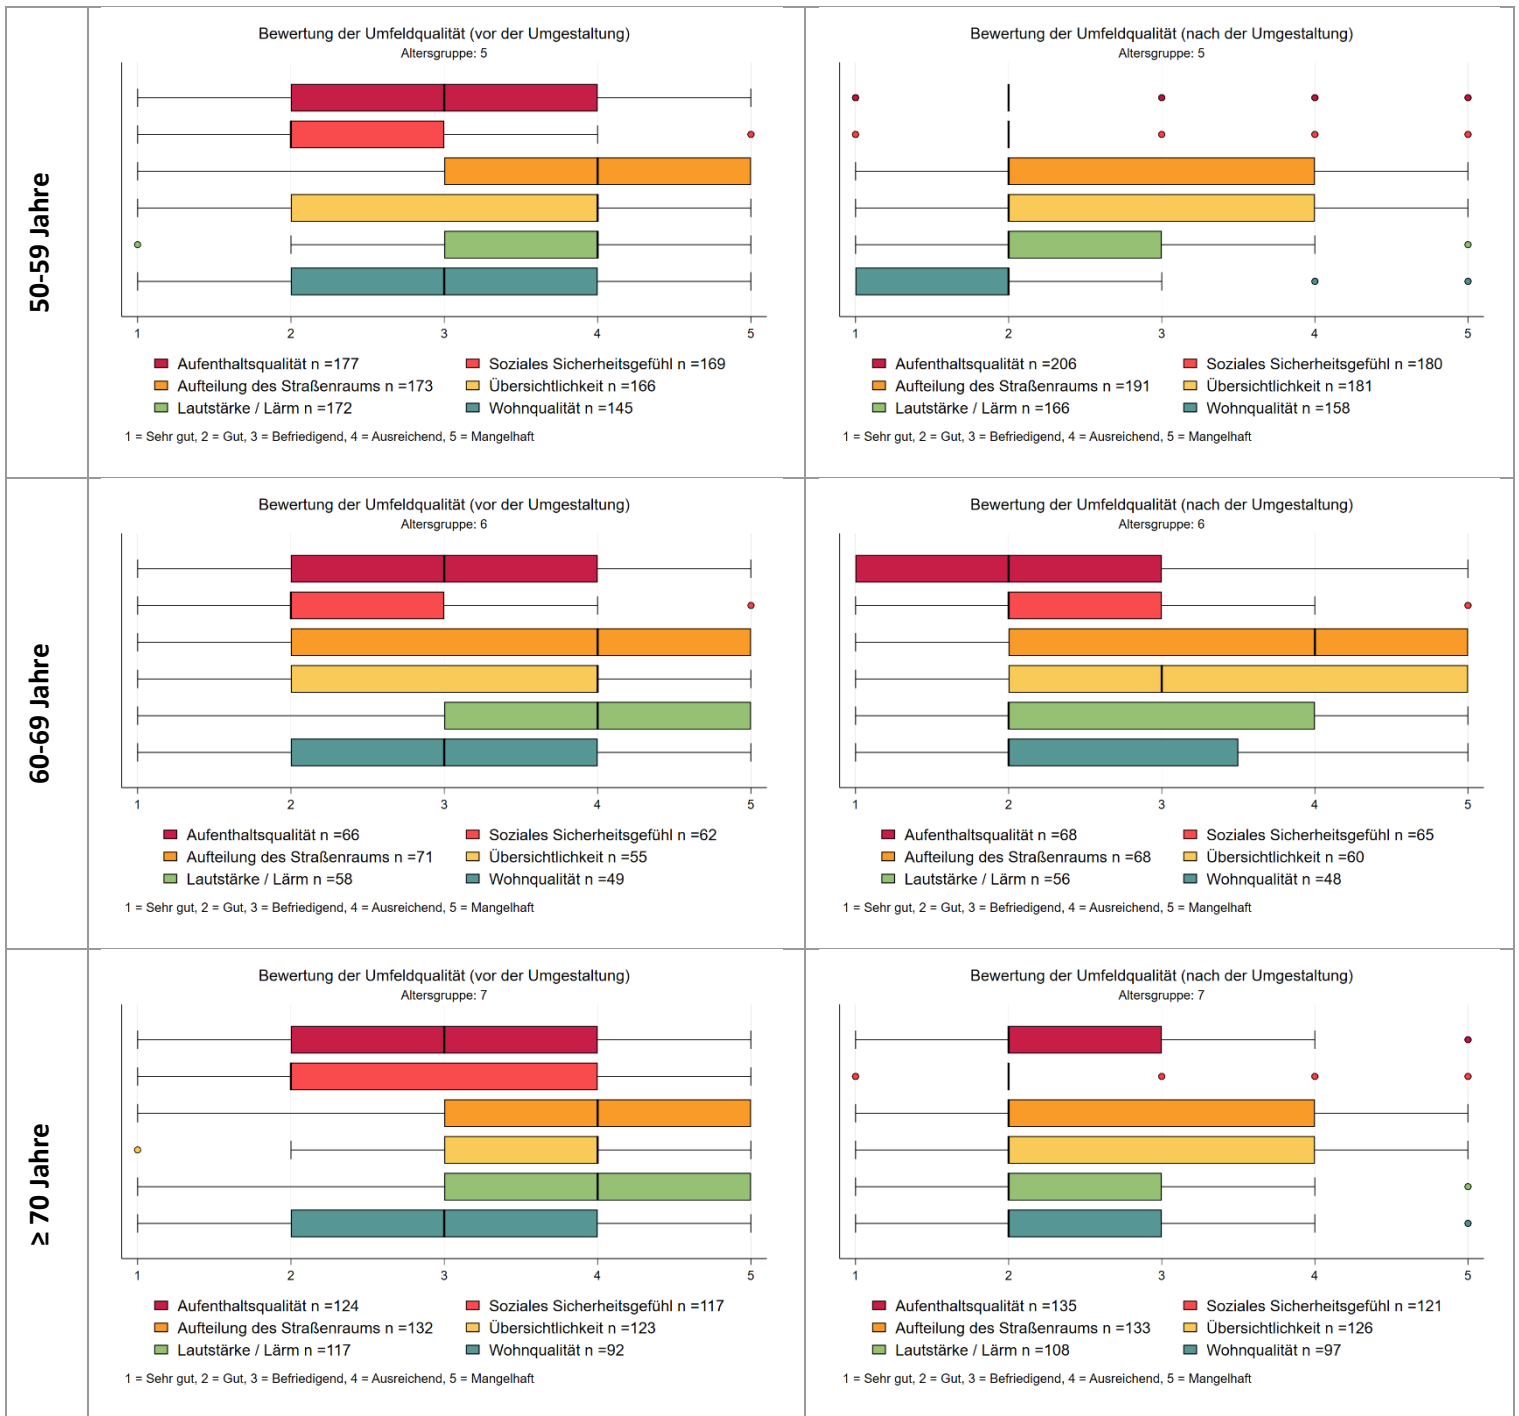 50-59 Jahre
Bewertung der Umfeldqualität (vor der Umgestaltung)
Altersgruppe: 5
1 2 3 4 5
Aufenthaltsqualität n =177 Soziales Sicherheitsgefühl n =169
Aufteilung des Straßenraums n =173 Übersichtlichkeit n =166
Lautstärke / Lärm n =172 Wohnqualität n =145
1 = Sehr gut, 2 = Gut, 3 = Befriedigend, 4 = Ausreichend, 5 = Mangelhaft
Bewertung der Umfeldqualität (nach der Umgestaltung)
Altersgruppe: 5
1 2 3 4 5
Aufenthaltsqualität n =206 Soziales Sicherheitsgefühl n =180
Aufteilung des Straßenraums n =191 Übersichtlichkeit n =181
Lautstärke / Lärm n =166 Wohnqualität n =158
1 = Sehr gut, 2 = Gut, 3 = Befriedigend, 4 = Ausreichend, 5 = Mangelhaft
60-69 Jahre
Bewertung der Umfeldqualität (vor der Umgestaltung)
Altersgruppe: 6
1 2 3 4 5
Aufenthaltsqualität n =66 Soziales Sicherheitsgefühl n =62
Aufteilung des Straßenraums n =71 Übersichtlichkeit n =55
Lautstärke / Lärm n =58 Wohnqualität n =49
1 = Sehr gut, 2 = Gut, 3 = Befriedigend, 4 = Ausreichend, 5 = Mangelhaft
Bewertung der Umfeldqualität (nach der Umgestaltung)
Altersgruppe: 6
1 2 3 4 5
Aufenthaltsqualität n =68 Soziales Sicherheitsgefühl n =65
Aufteilung des Straßenraums n =68 Übersichtlichkeit n =60
Lautstärke / Lärm n =56 Wohnqualität n =48
1 = Sehr gut, 2 = Gut, 3 = Befriedigend, 4 = Ausreichend, 5 = Mangelhaft
≥ 70 Jahre
Bewertung der Umfeldqualität (vor der Umgestaltung)
Altersgruppe: 7
1 2 3 4 5
Aufenthaltsqualität n =124 Soziales Sicherheitsgefühl n =117
Aufteilung des Straßenraums n =132 Übersichtlichkeit n =123
Lautstärke / Lärm n =117 Wohnqualität n =92
1 = Sehr gut, 2 = Gut, 3 = Befriedigend, 4 = Ausreichend, 5 = Mangelhaft
Bewertung der Umfeldqualität (nach der Umgestaltung)
Altersgruppe: 7
1 2 3 4 5
Aufenthaltsqualität n =135 Soziales Sicherheitsgefühl n =121
Aufteilung des Straßenraums n =133 Übersichtlichkeit n =126
Lautstärke / Lärm n =108 Wohnqualität n =97
1 = Sehr gut, 2 = Gut, 3 = Befriedigend, 4 = Ausreichend, 5 = Mangelhaft